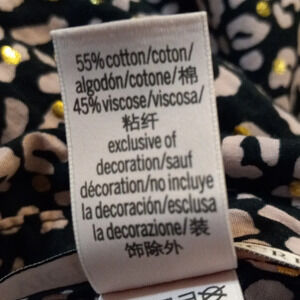 55% cotton/coton/
algodón/cotone/棉
45% viscose/viscosa/
粘纤
exclusive of
decoration/sauf
décoration/no incluye
la decoración/esclusa
la decorazione/装
饰除外